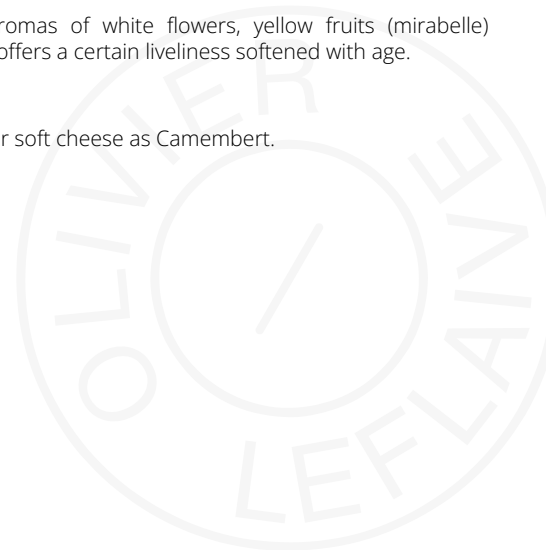 romas of white flowers, yellow fruits (mirabelle)
offers a certain liveliness softened with age.
r soft cheese as Camembert.
OLIVIER LEFLAIVE